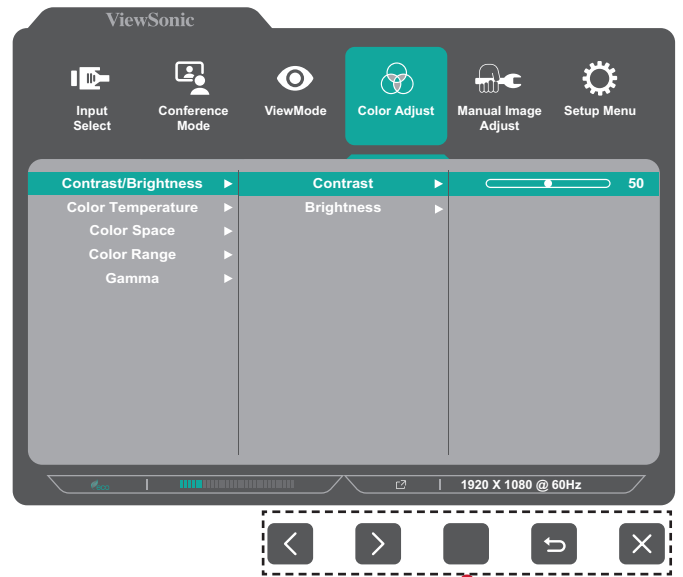 ViewSonic
Input
Select
Conference
Mode
ViewMode
Color Adjust
Manual Image
Adjust
Setup Menu
Contrast/Brightness
Contrast
50
Color Temperature
Brightness
Color Space
Color Range
Gamma
eco
1920 X 1080 @ 60Hz